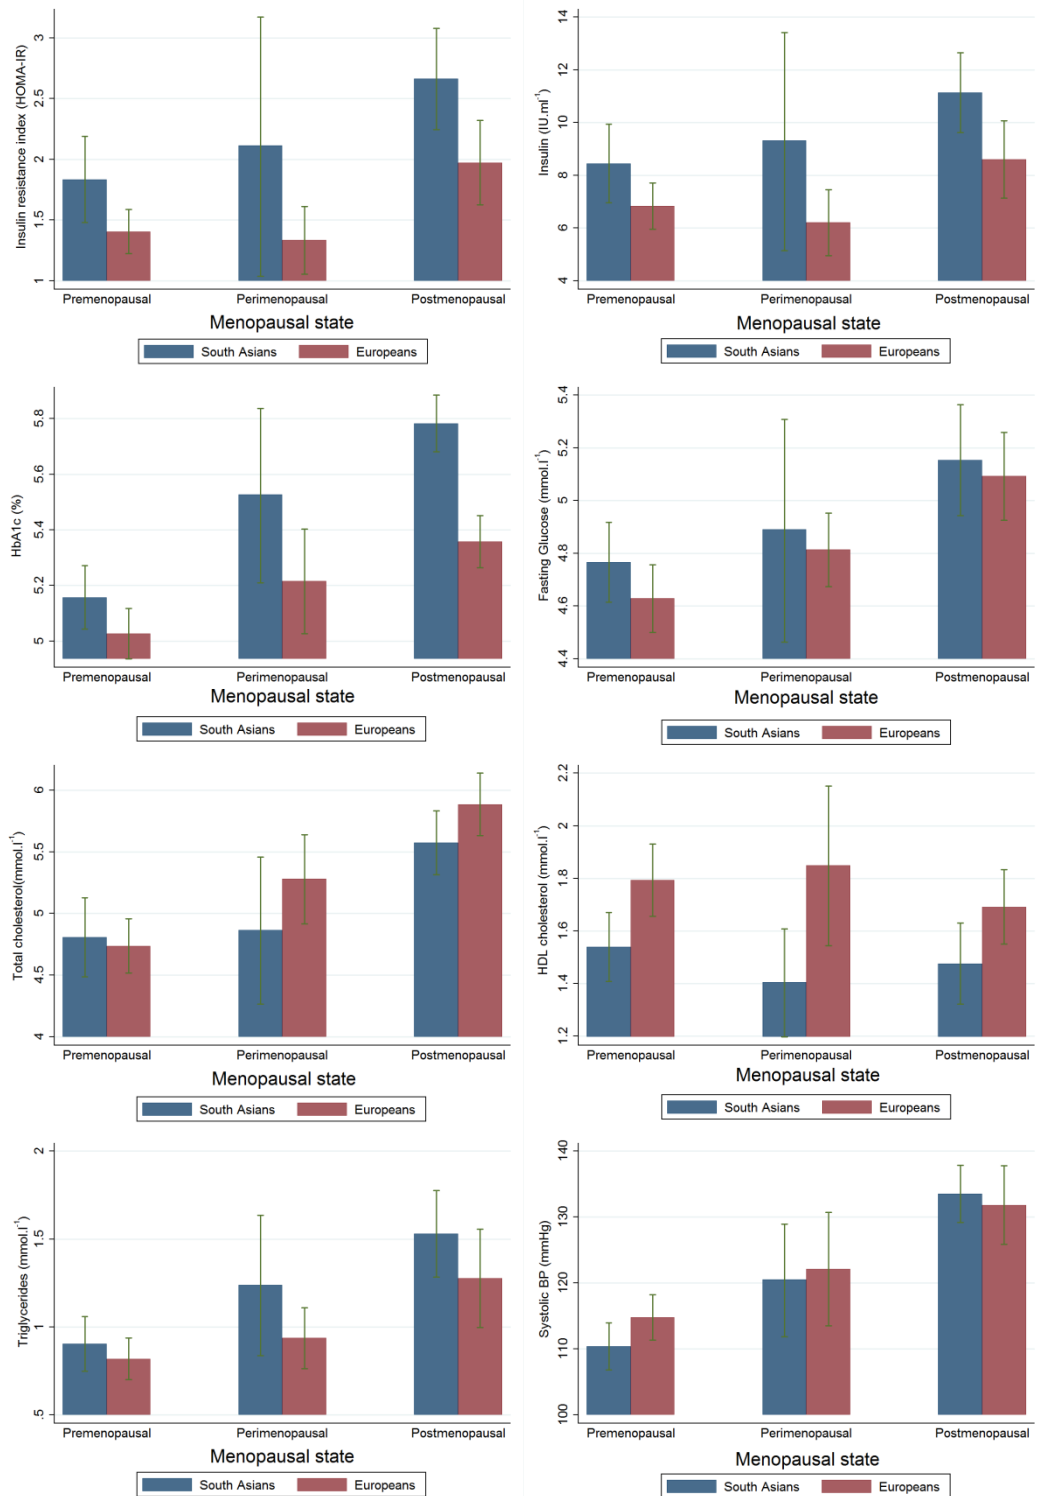 Insulin resistance index (HOMA-IR)
3
2.5
2
1.5
1
Premenopausal Perimenopausal Postmenopausal
Menopausal state
South Asians Europeans
Insulin (IU.ml⁻¹)
14
12
10
8
6
4
Premenopausal Perimenopausal Postmenopausal
Menopausal state
South Asians Europeans
HbA1c (%)
5.8
5.6
5.4
5.2
5
Premenopausal Perimenopausal Postmenopausal
Menopausal state
South Asians Europeans
Fasting Glucose (mmol.l⁻¹)
5.4
5.2
5
4.8
4.6
4.4
Premenopausal Perimenopausal Postmenopausal
Menopausal state
South Asians Europeans
Total cholesterol(mmol.l⁻¹)
6
5.5
5
4.5
4
Premenopausal Perimenopausal Postmenopausal
Menopausal state
South Asians Europeans
HDL cholesterol (mmol.l⁻¹)
2.2
2
1.8
1.6
1.4
1.2
Premenopausal Perimenopausal Postmenopausal
Menopausal state
South Asians Europeans
Triglycerides (mmol.l⁻¹)
2
1.5
1
.5
Premenopausal Perimenopausal Postmenopausal
Menopausal state
South Asians Europeans
Systolic BP (mmHg)
140
130
120
110
100
Premenopausal Perimenopausal Postmenopausal
Menopausal state
South Asians Europeans